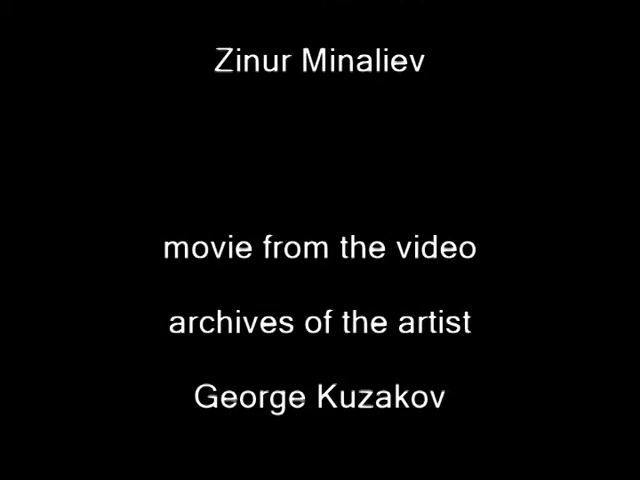 Zinur Minaliev
movie from the video
archives of the artist
George Kuzakov